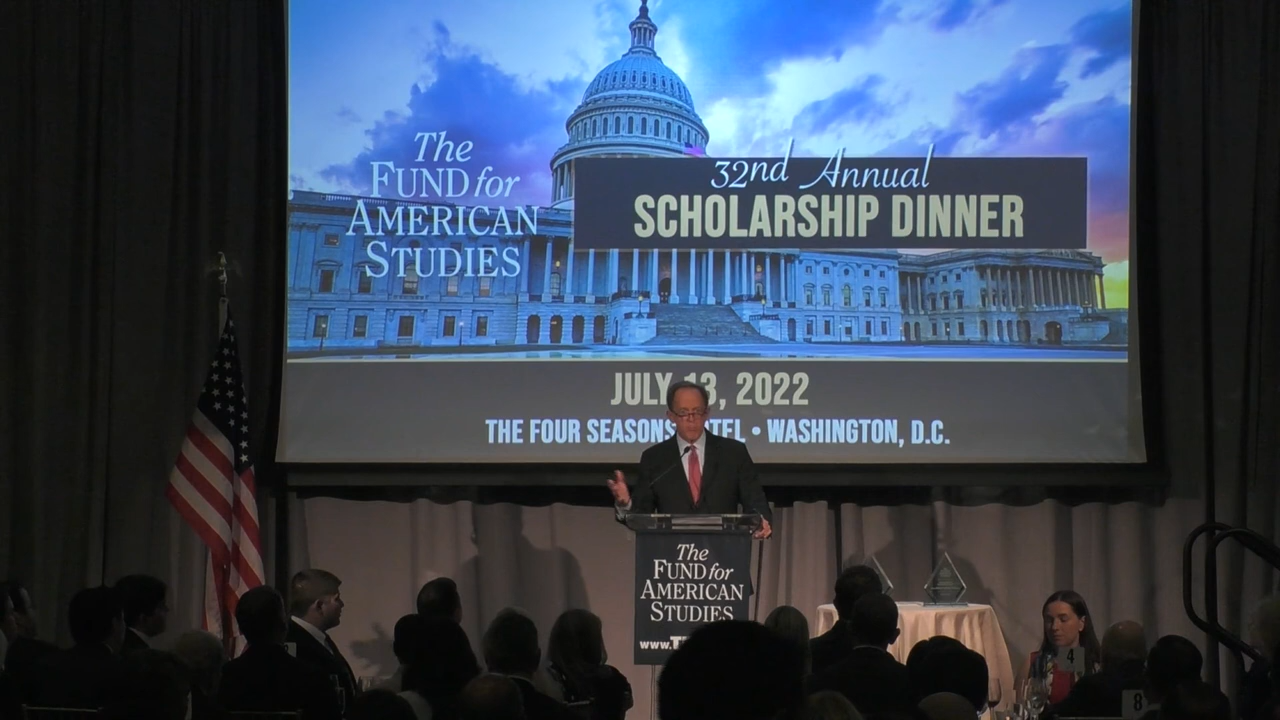 The
FUND for
AMERICAN
STUDIES
32nd Annual
SCHOLARSHIP DINNER
JULY 13, 2022
THE FOUR SEASONS • WASHINGTON, D.C.
The
FUND for
AMERICAN
STUDIES
www.
4
8